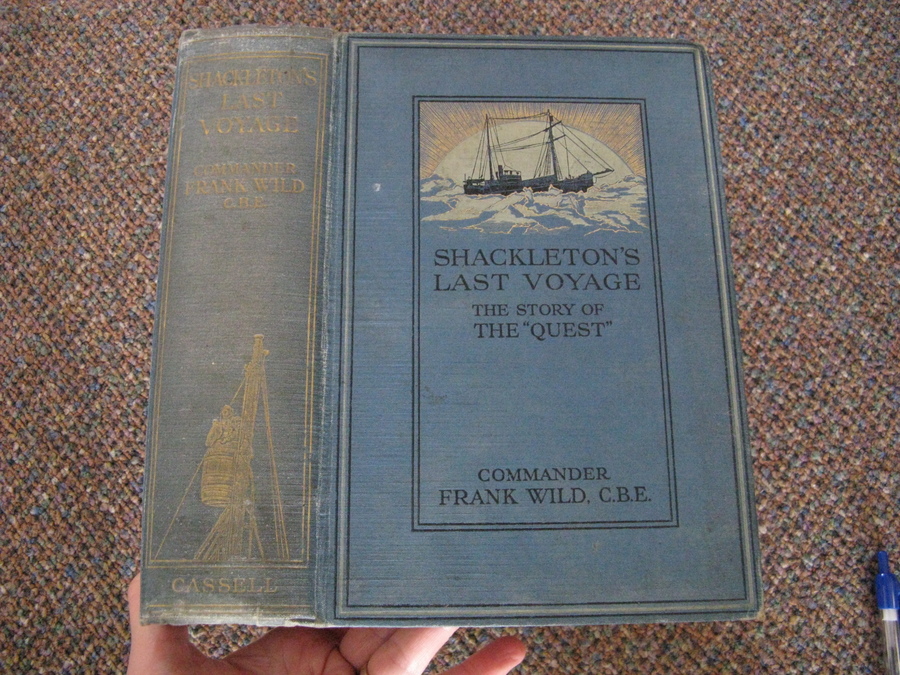 SHACKLETON'S
LAST
VOYAGE
COMMANDER
FRANK WILD
C.B.E.
CASSELL
SHACKLETON'S
LAST VOYAGE
THE STORY OF
THE "QUEST"
COMMANDER
FRANK WILD, C.B.E.